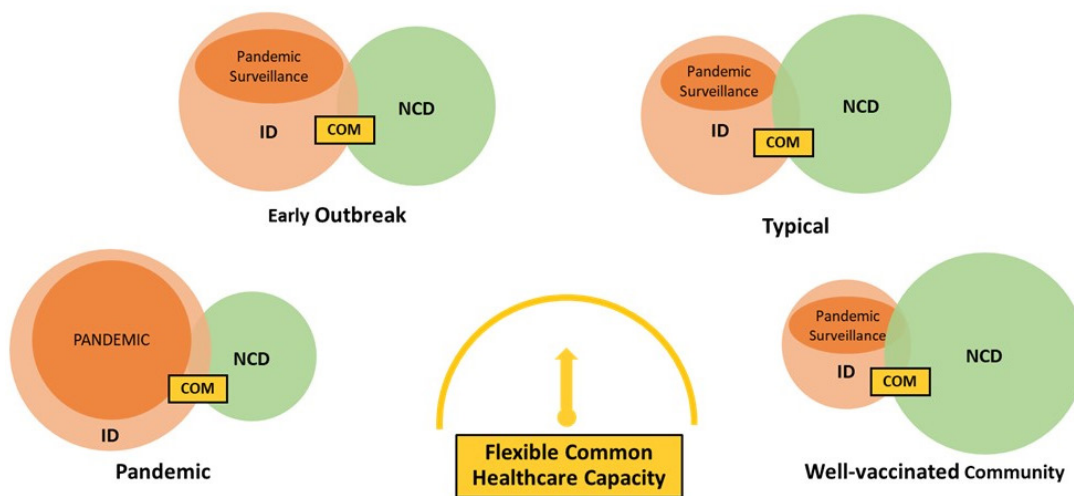 Pandemic
Surveillance
ID
COM
NCD
Early Outbreak
Pandemic
Surveillance
ID
COM
NCD
Typical
PANDEMIC
ID
COM
NCD
Pandemic
Flexible Common
Healthcare Capacity
Pandemic
Surveillance
ID
COM
NCD
Well-vaccinated Community